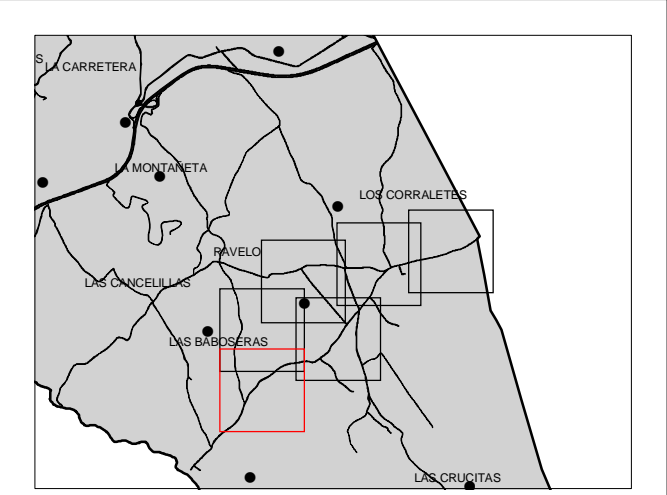 S
LA CARRETERA
LA MONTAÑETA
LOS CORRALETES
RAVELO
LAS CANCELILLAS
LAS BABOSERAS
LAS CRUCITAS